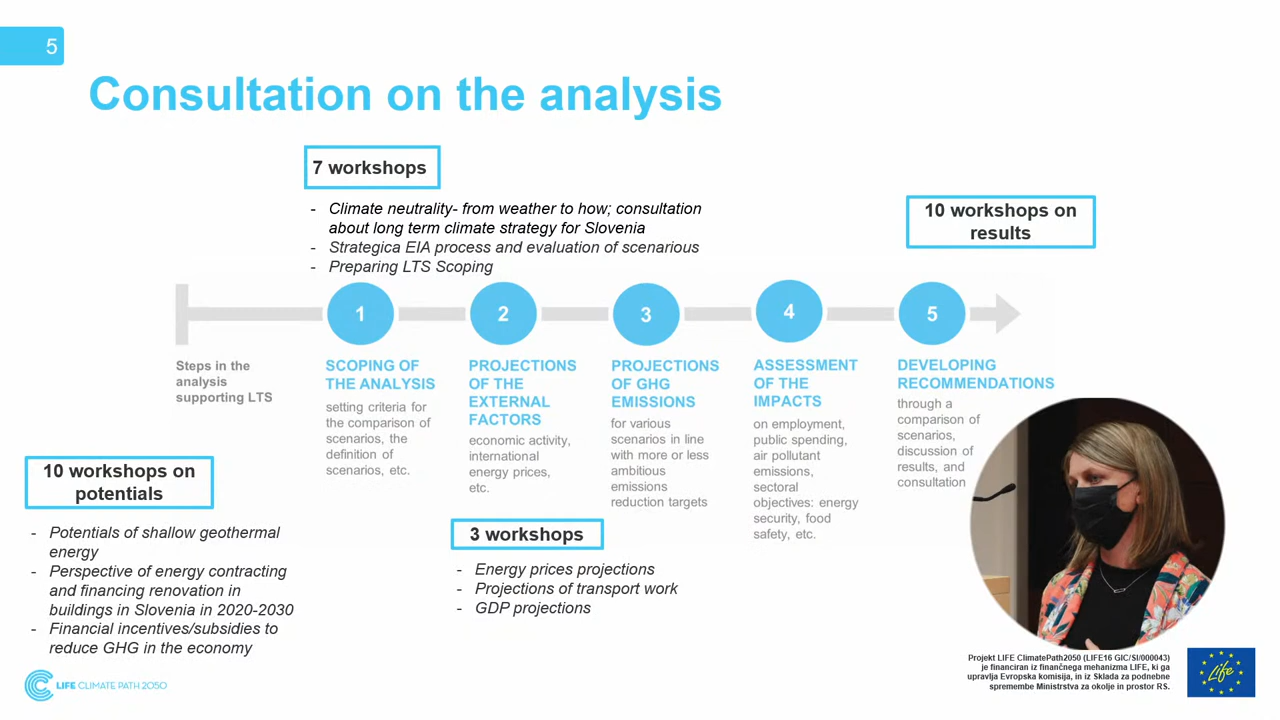 5
Consultation on the analysis
7 workshops
- Climate neutrality- from weather to how; consultation
about long term climate strategy for Slovenia
- Strategica EIA process and evaluation of scenarious
- Preparing LTS Scoping
10 workshops on
results
1
2
3
4
5
Steps in the
analysis
supporting LTS
SCOPING OF
THE ANALYSIS
setting criteria for
the comparison of
scenarios, the
definition of
scenarios, etc.
PROJECTIONS
OF THE
EXTERNAL
FACTORS
economic activity,
international
energy prices,
etc.
PROJECTIONS
OF GHG
EMISSIONS
for various
scenarios in line
with more or less
ambitious
emissions
reduction targets
ASSESSMENT
OF THE
IMPACTS
on employment,
public spending,
air pollutant
emissions,
sectoral
objectives: energy
security, food
safety, etc.
DEVELOPING
RECOMMENDATIONS
through a
comparison of
scenarios,
discussion of
results, and
consultation
10 workshops on
potentials
- Potentials of shallow geothermal
energy
- Perspective of energy contracting
and financing renovation in
buildings in Slovenia in 2020-2030
- Financial incentives/subsidies to
reduce GHG in the economy
3 workshops
- Energy prices projections
- Projections of transport work
- GDP projections
LIFE CLIMATE PATH 2050
Projekt LIFE ClimatePath2050 (LIFE16 GIC/SI/000043)
je financiran iz finančnega mehanizma LIFE, ki ga
upravlja Evropska komisija, in iz Sklada za podnebne
spremembe Ministrstva za okolje in prostor RS.
Life